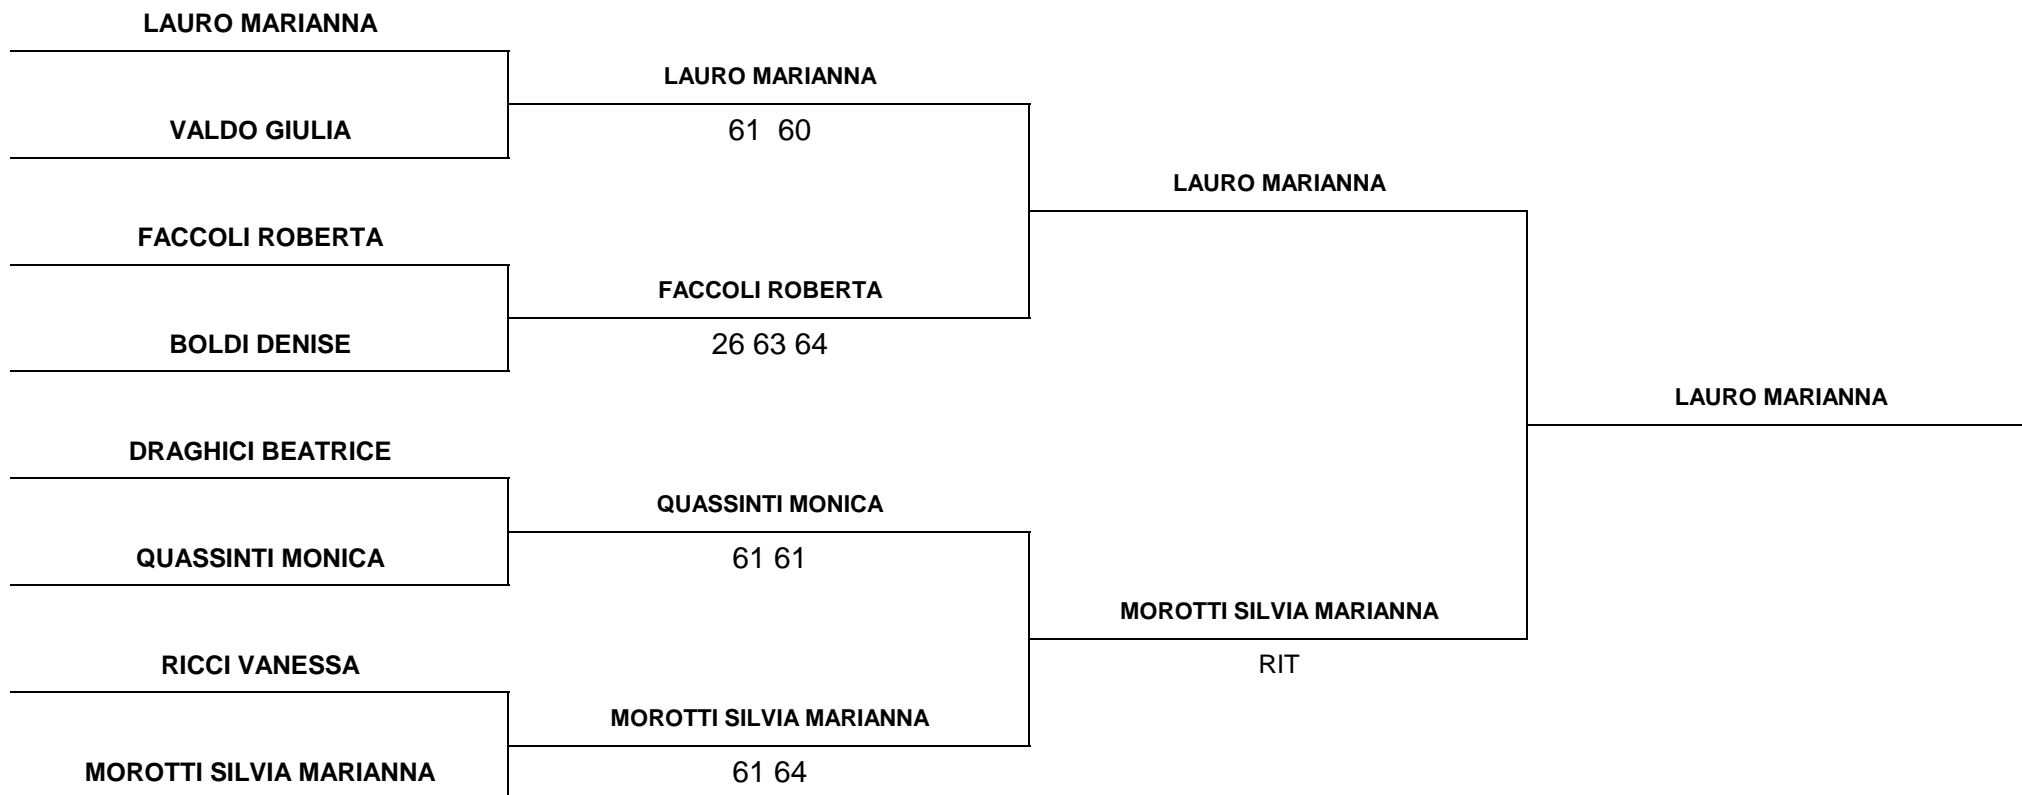 LAURO MARIANNA
LAURO MARIANNA
VALDO GIULIA
61  60
LAURO MARIANNA
FACCOLI ROBERTA
FACCOLI ROBERTA
BOLDI DENISE
26 63 64
LAURO MARIANNA
DRAGHICI BEATRICE
QUASSINTI MONICA
QUASSINTI MONICA
61 61
MOROTTI SILVIA MARIANNA
RICCI VANESSA
RIT
MOROTTI SILVIA MARIANNA
MOROTTI SILVIA MARIANNA
61 64